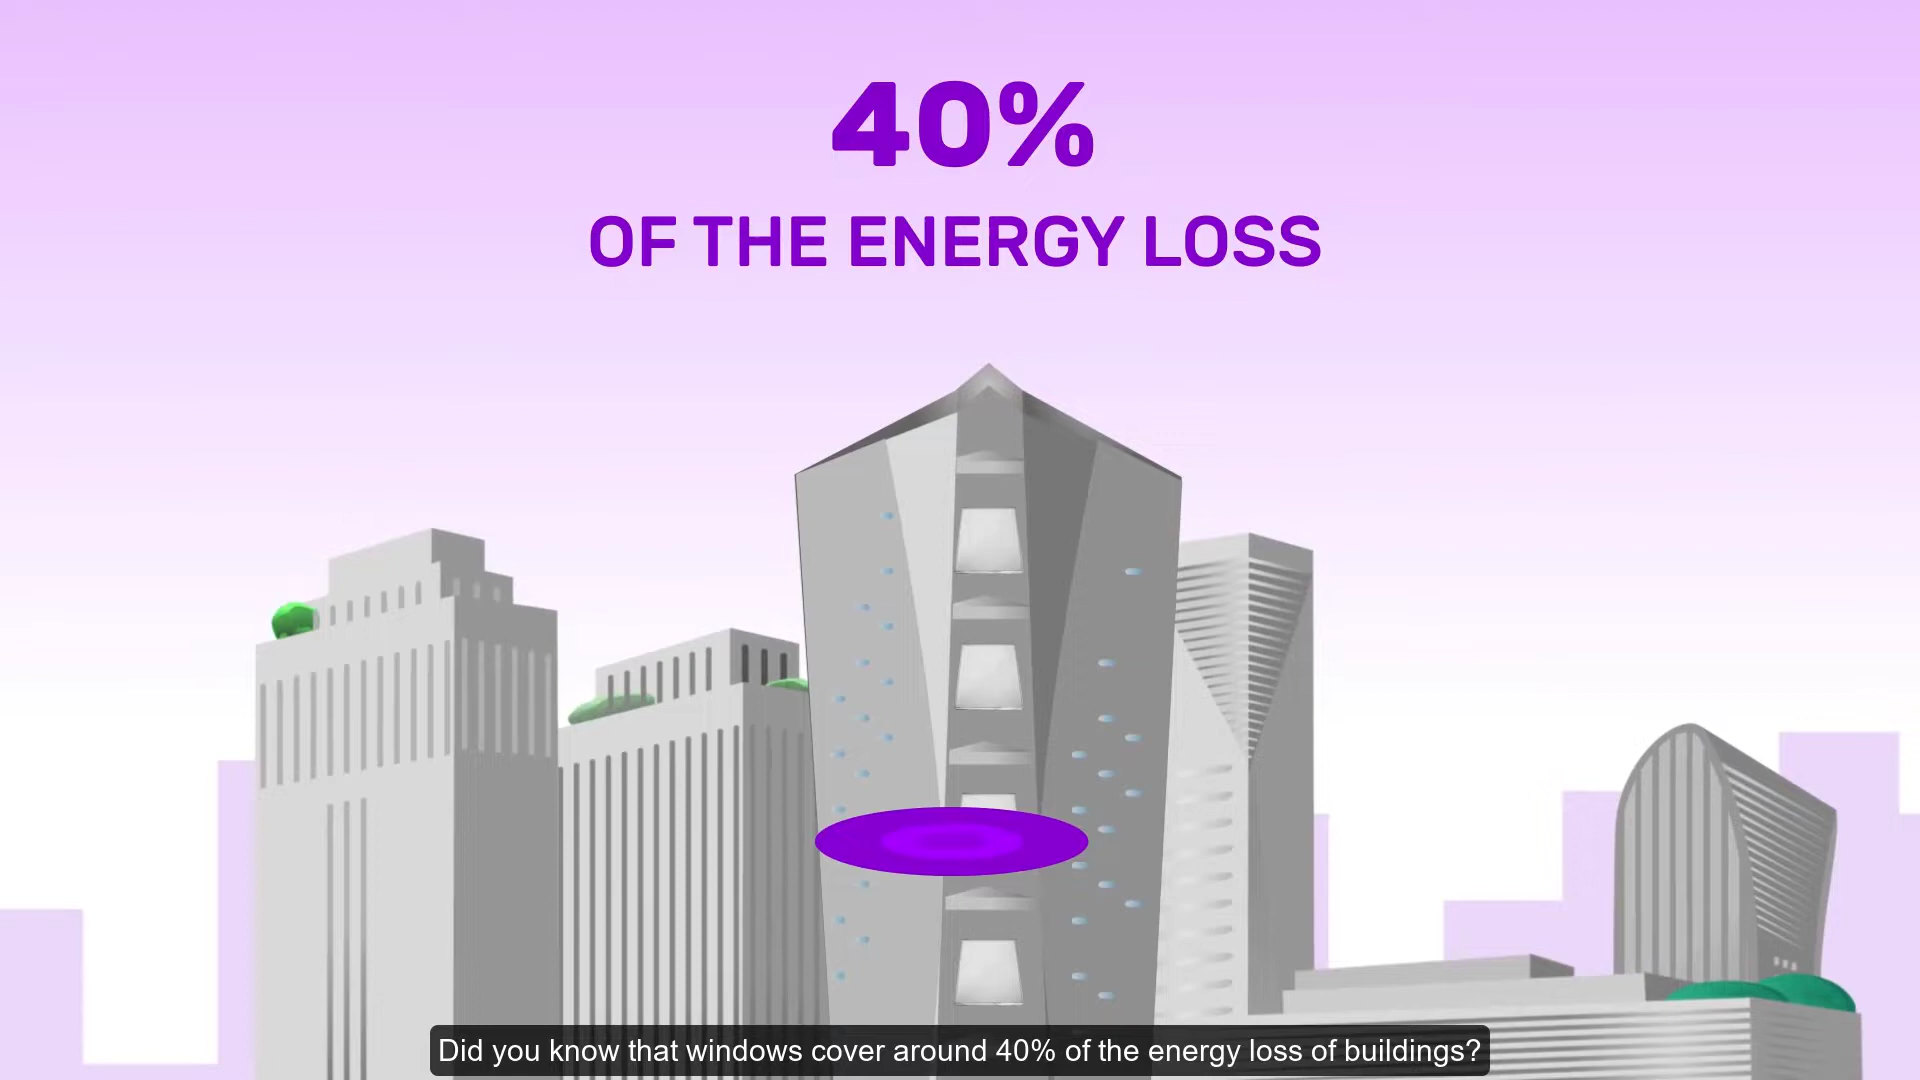 40%
OF THE ENERGY LOSS
Did you know that windows cover around 40% of the energy loss of buildings?